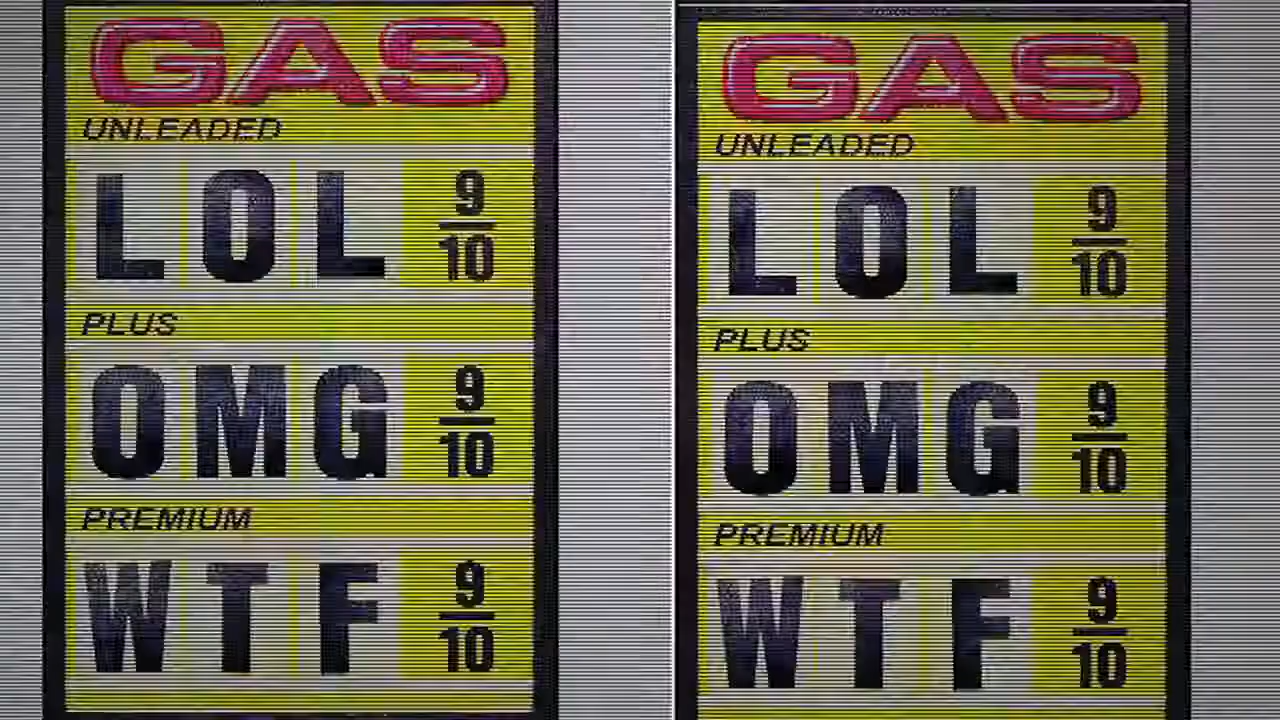 GAS
UNLEADED
LOL 9/10
PLUS
OMG 9/10
PREMIUM
WTF 9/10
GAS
UNLEADED
LOL 9/10
PLUS
OMG 9/10
PREMIUM
WTF 9/10